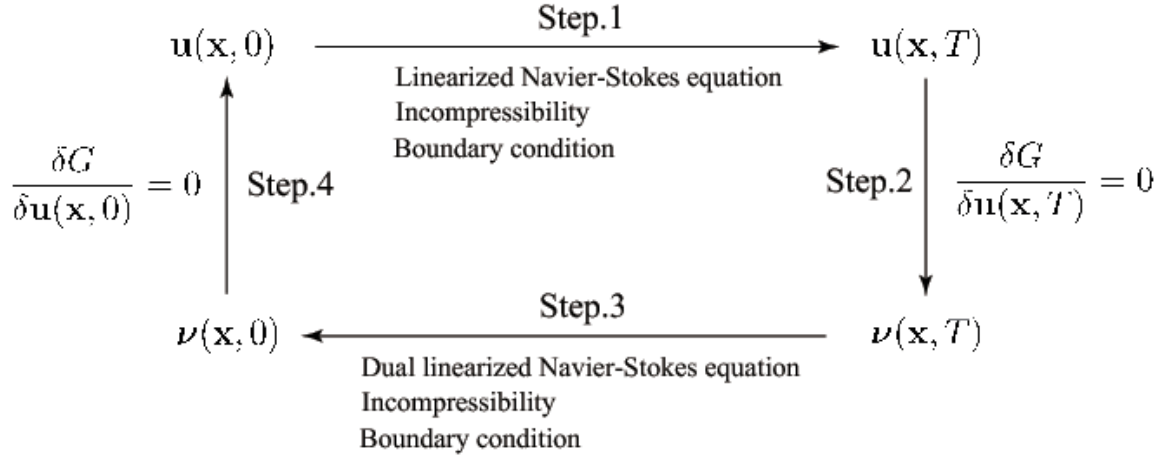 Step.1
u(x, 0) u(x, T)
Linearized Navier-Stokes equation
Incompressibility
Boundary condition
δG / δu(x, 0) = 0 Step.4 Step.2 δG / δu(x, T) = 0
Step.3
ν(x, 0) ν(x, T)
Dual linearized Navier-Stokes equation
Incompressibility
Boundary condition